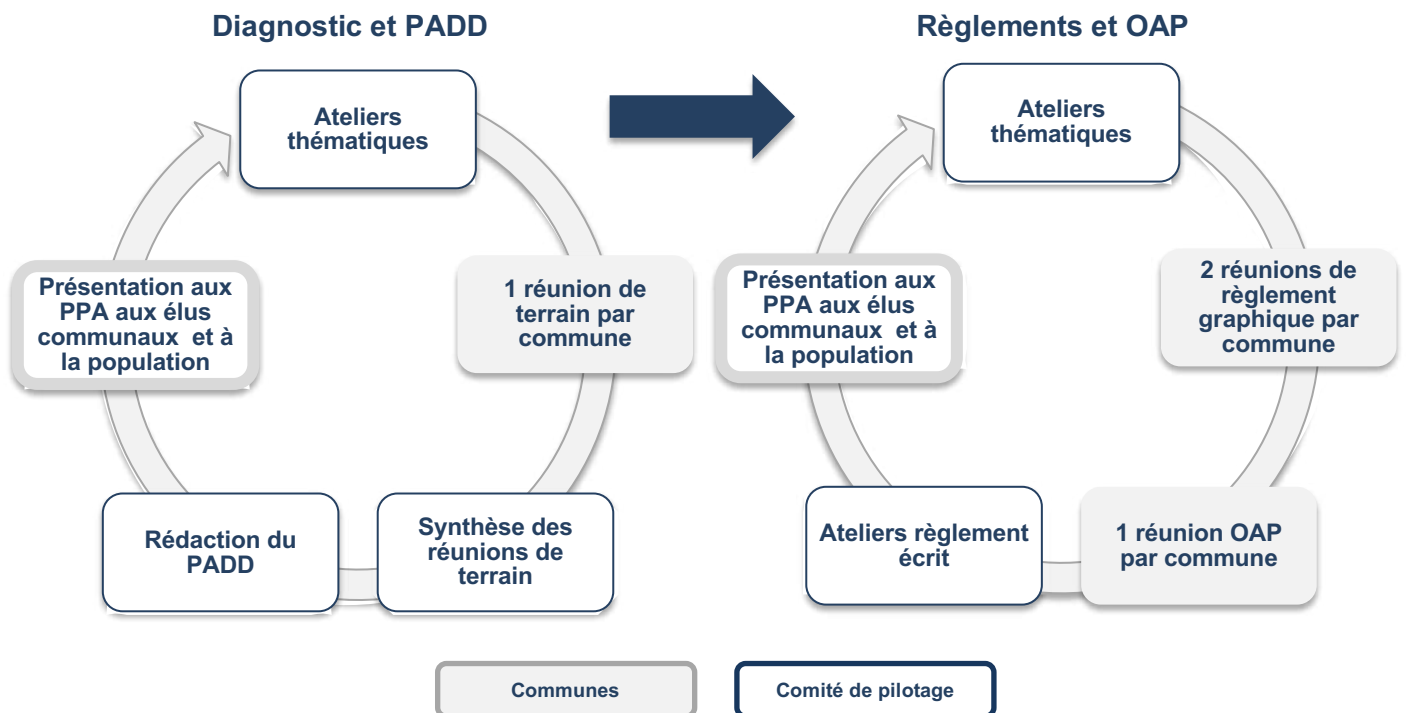 Diagnostic et PADD
Ateliers
thématiques
1 réunion de
terrain par
commune
Synthèse des
réunions de
terrain
Rédaction du
PADD
Présentation aux
PPA aux élus
communaux et à
la population
Règlements et OAP
Ateliers
thématiques
2 réunions de
règlement
graphique par
commune
1 réunion OAP
par commune
Ateliers règlement
écrit
Présentation aux
PPA aux élus
communaux et à
la population
Communes
Comité de pilotage